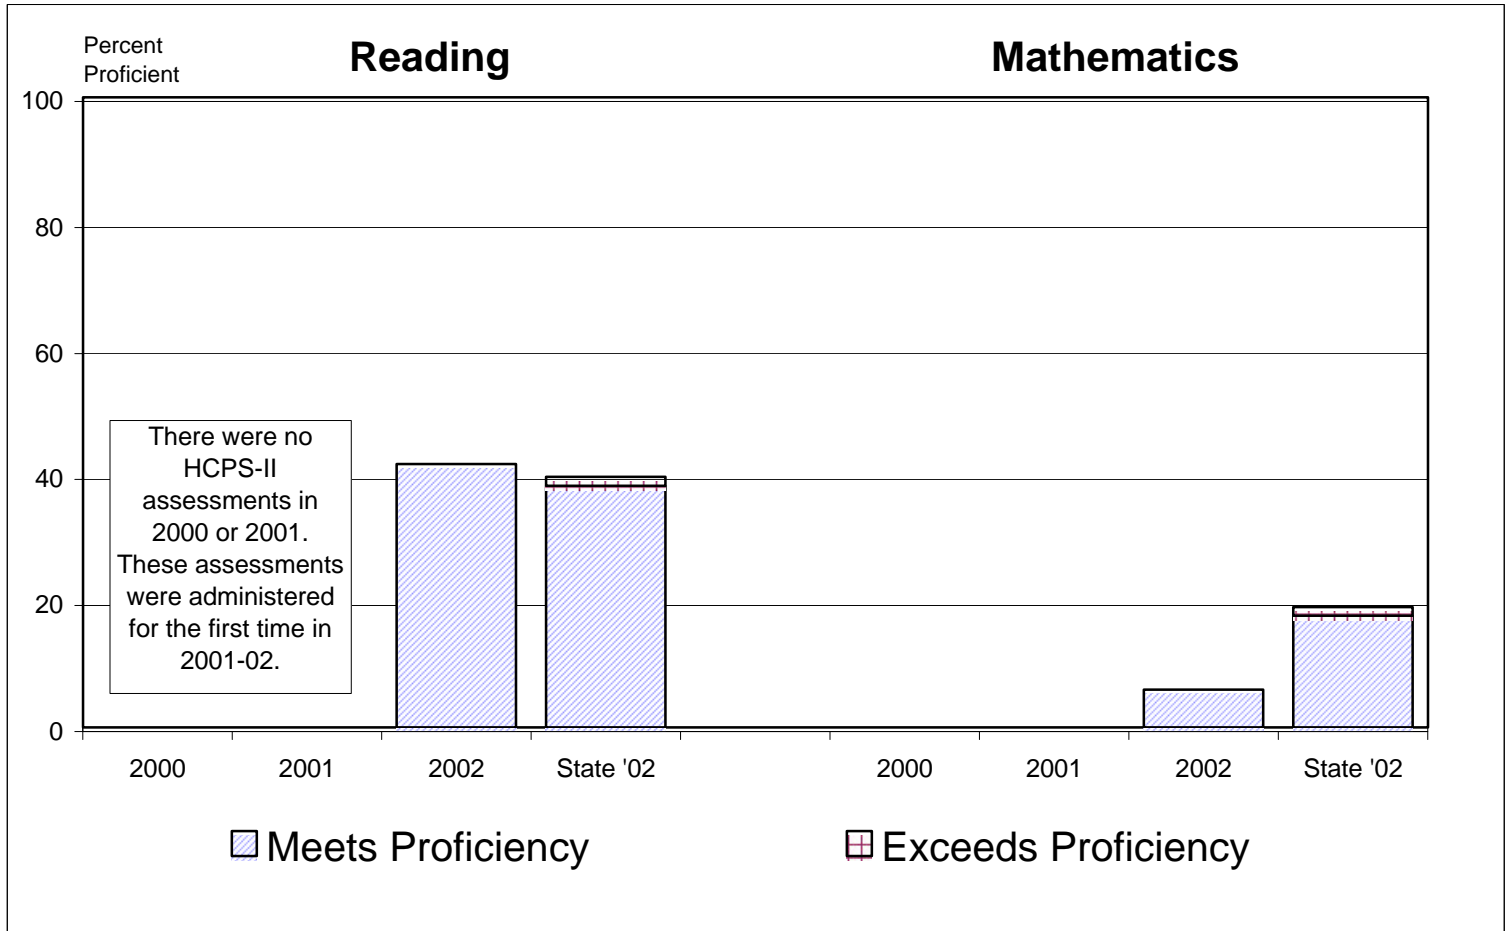 Percent
Proficient
Reading
Mathematics
100
80
60
40
20
0
There were no
HCPS-II
assessments in
2000 or 2001.
These assessments
were administered
for the first time in
2001-02.
2000 2001 2002 State '02 2000 2001 2002 State '02
Meets Proficiency Exceeds Proficiency